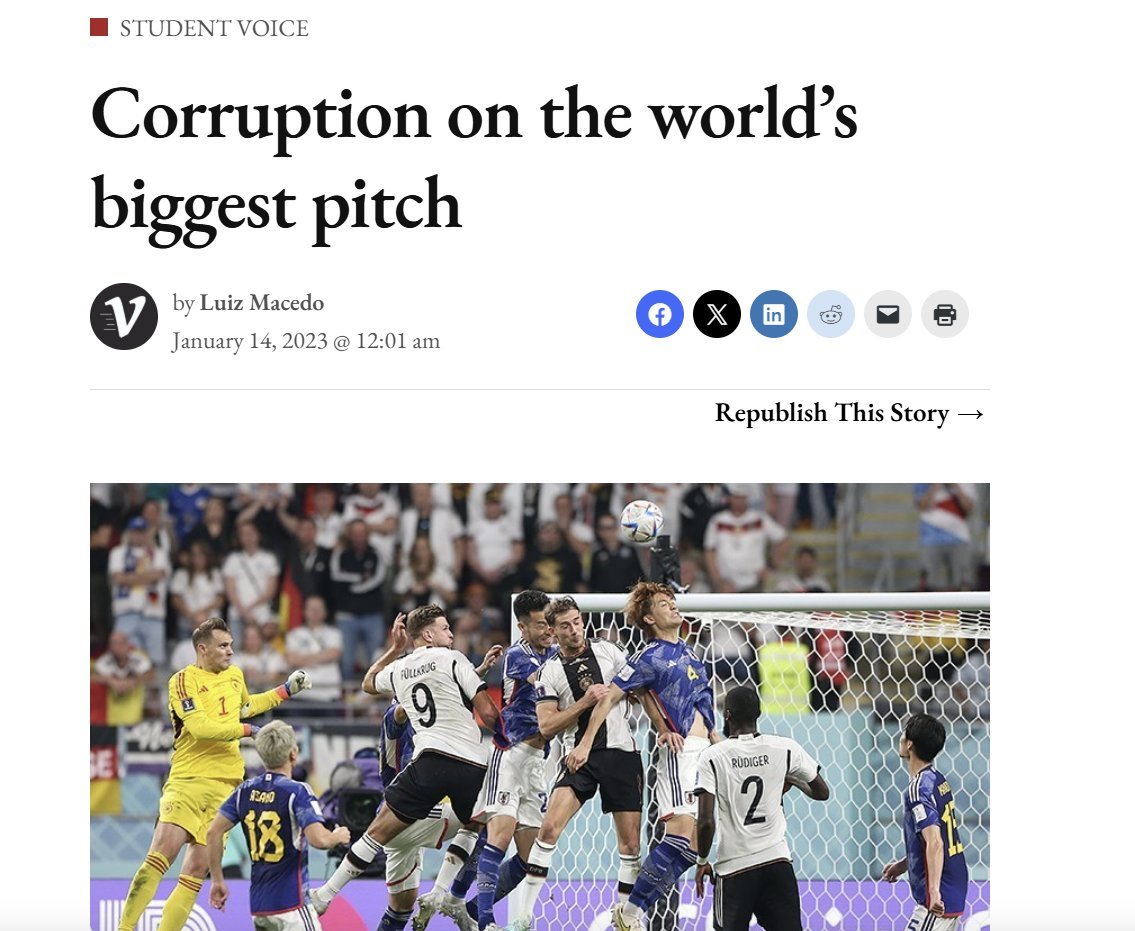 STUDENT VOICE
Corruption on the world’s
biggest pitch
V
by Luiz Macedo
January 14, 2023 @ 12:01 am
Republish This Story →
FÜLLKRUG
9
1
4
RÜDIGER
2
ASANO
18